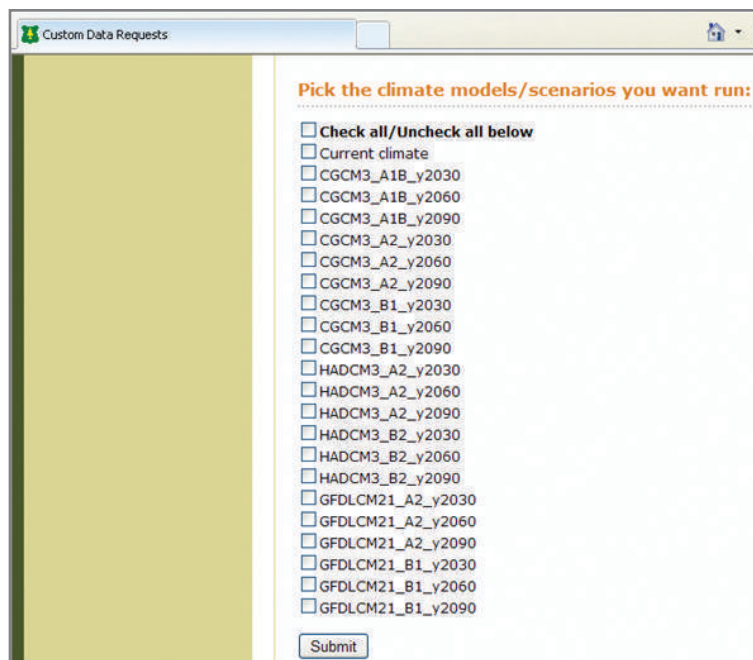 Custom Data Requests
Pick the climate models/scenarios you want run:
Check all/Uncheck all below
Current climate
CGCM3_A1B_y2030
CGCM3_A1B_y2060
CGCM3_A1B_y2090
CGCM3_A2_y2030
CGCM3_A2_y2060
CGCM3_A2_y2090
CGCM3_B1_y2030
CGCM3_B1_y2060
CGCM3_B1_y2090
HADCM3_A2_y2030
HADCM3_A2_y2060
HADCM3_A2_y2090
HADCM3_B2_y2030
HADCM3_B2_y2060
HADCM3_B2_y2090
GFDLCM21_A2_y2030
GFDLCM21_A2_y2060
GFDLCM21_A2_y2090
GFDLCM21_B1_y2030
GFDLCM21_B1_y2060
GFDLCM21_B1_y2090
Submit